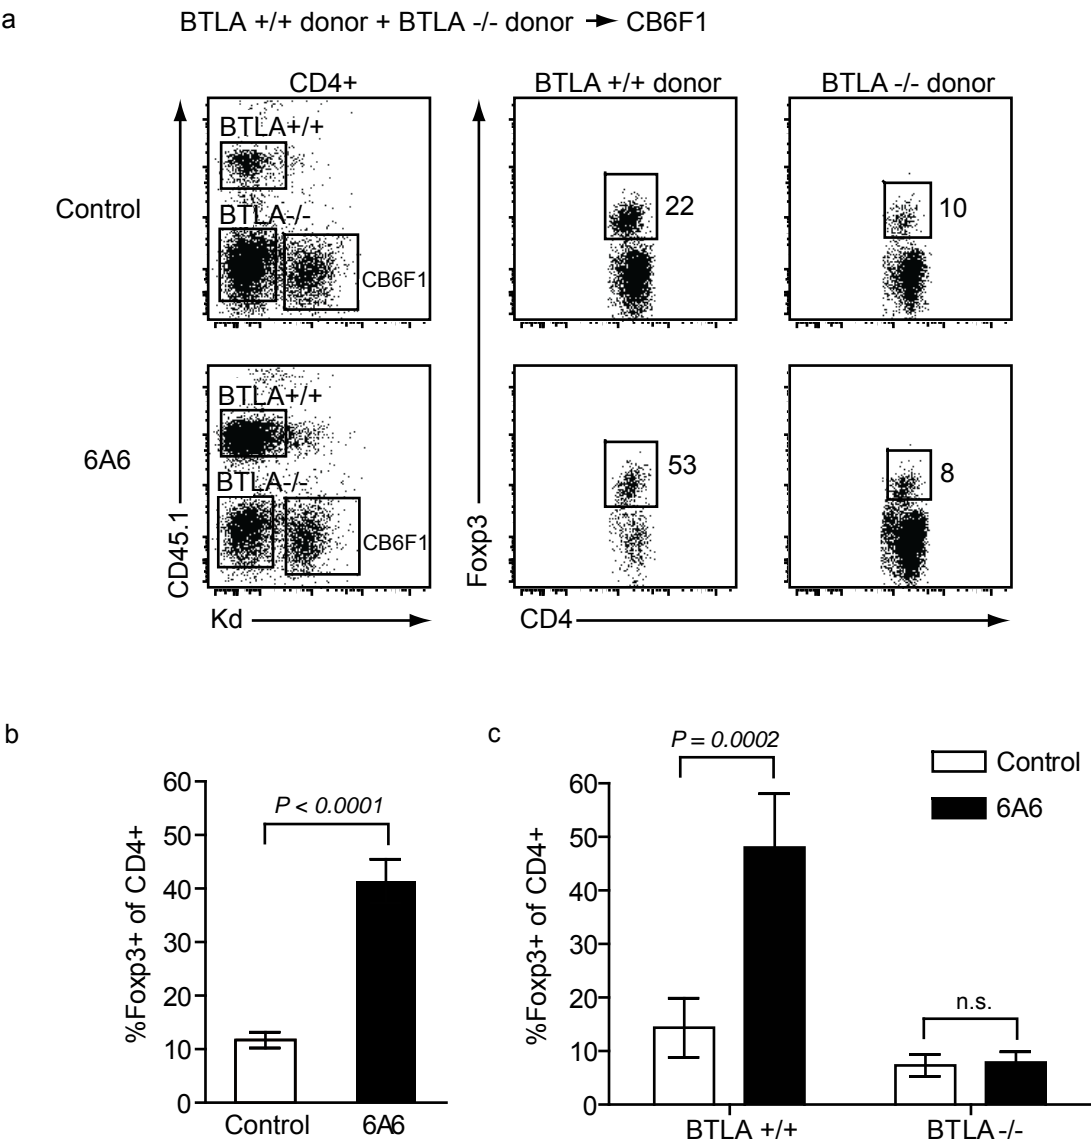 a
BTLA +/+ donor + BTLA -/- donor → CB6F1
CD4+
BTLA +/+ donor
BTLA -/- donor
Control
BTLA+/+
BTLA-/-
CB6F1
22
10
6A6
BTLA+/+
BTLA-/-
CB6F1
53
8
CD45.1
Foxp3
Kd
CD4
b
%Foxp3+ of CD4+
60
50
40
30
20
10
0
P < 0.0001
Control
6A6
c
%Foxp3+ of CD4+
60
50
40
30
20
10
0
P = 0.0002
n.s.
Control
6A6
BTLA +/+
BTLA -/-